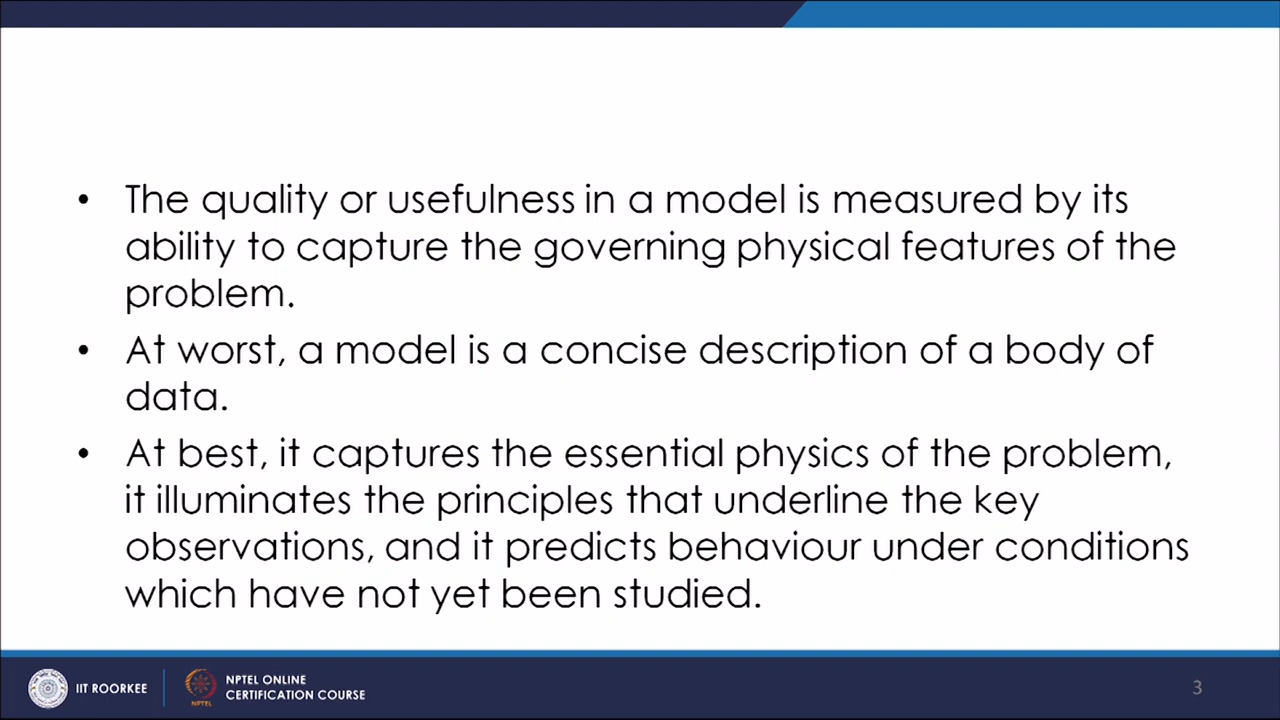 • The quality or usefulness in a model is measured by its
ability to capture the governing physical features of the
problem.
• At worst, a model is a concise description of a body of
data.
• At best, it captures the essential physics of the problem,
it illuminates the principles that underline the key
observations, and it predicts behaviour under conditions
which have not yet been studied.
IIT ROORKEE
NPTEL
NPTEL ONLINE
CERTIFICATION COURSE
3